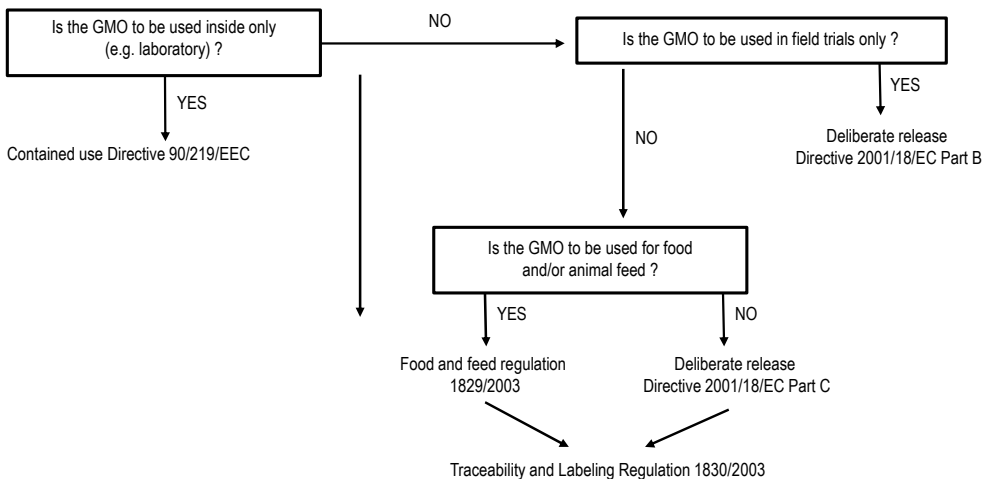 Is the GMO to be used inside only
(e.g. laboratory) ?
NO
Is the GMO to be used in field trials only ?
YES
Contained use Directive 90/219/EEC
YES
Deliberate release
Directive 2001/18/EC Part B
NO
Is the GMO to be used for food
and/or animal feed ?
YES
NO
Food and feed regulation
1829/2003
Deliberate release
Directive 2001/18/EC Part C
Traceability and Labeling Regulation 1830/2003